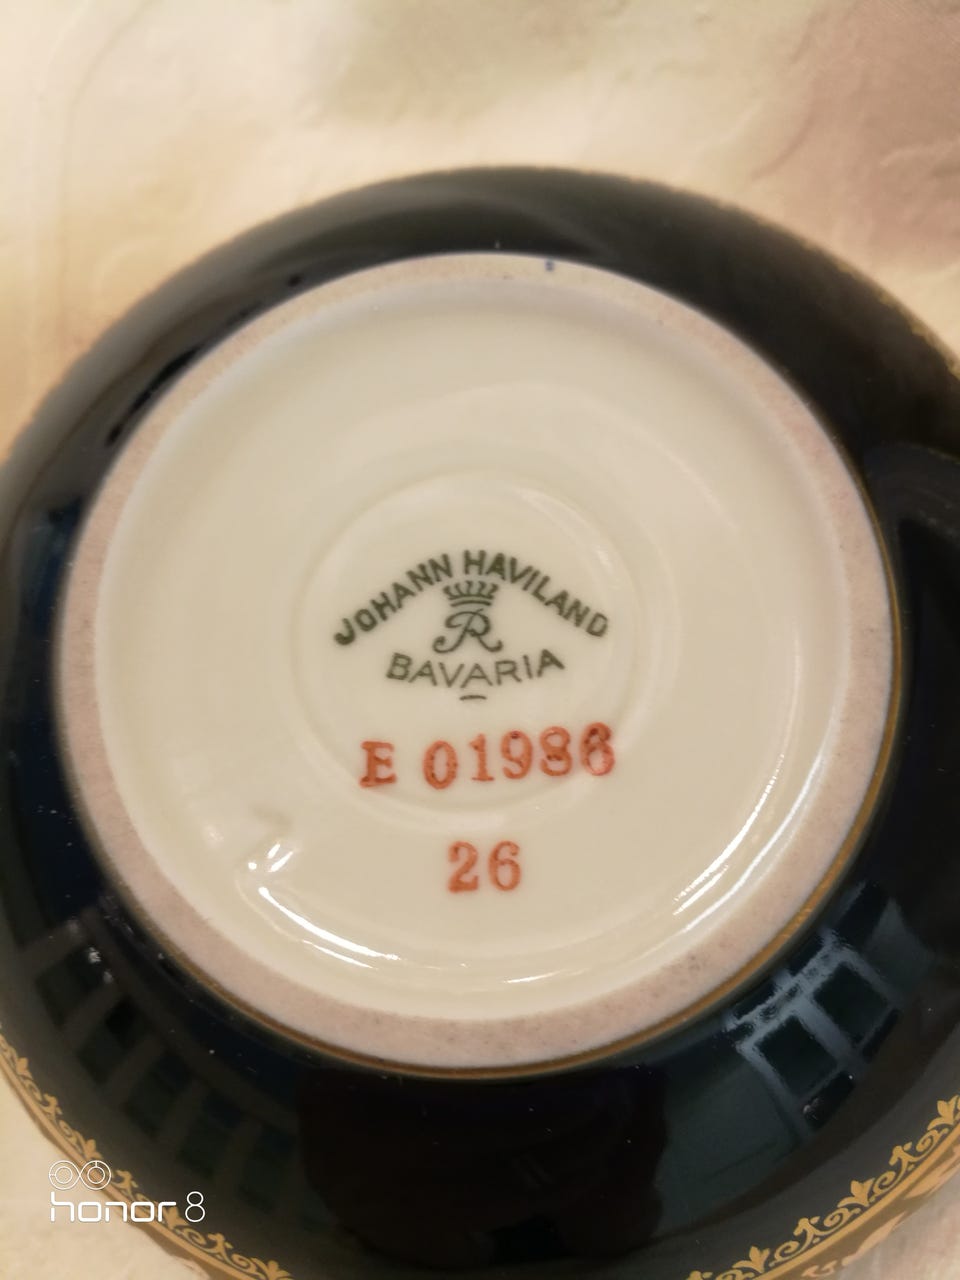 JOHANN HAVILAND
R
BAVARIA
E 01986
26
honor 8